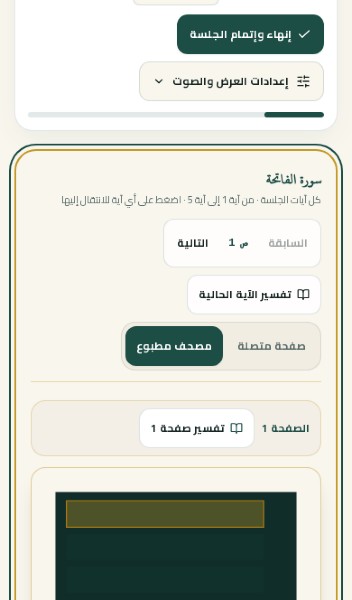 إنهاء وإتمام الجلسة
إعدادات العرض والصوت
سورة الفاتحة
كل آيات الجلسة · من آية 1 إلى آية 5 · اضغط على أي آية للانتقال إليها
السابقة ص 1 التالية
تفسير الآية الحالية
صفحة متصلة مصحف مطبوع
الصفحة 1 تفسير صفحة 1